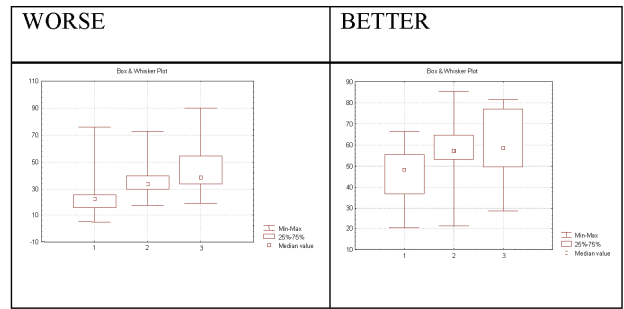 WORSE
BETTER
Box & Whisker Plot
110
90
70
50
30
10
-10
1 2 3
Min-Max
25%-75%
Median value
Box & Whisker Plot
90
80
70
60
50
40
30
20
10
1 2 3
Min-Max
25%-75%
Median value